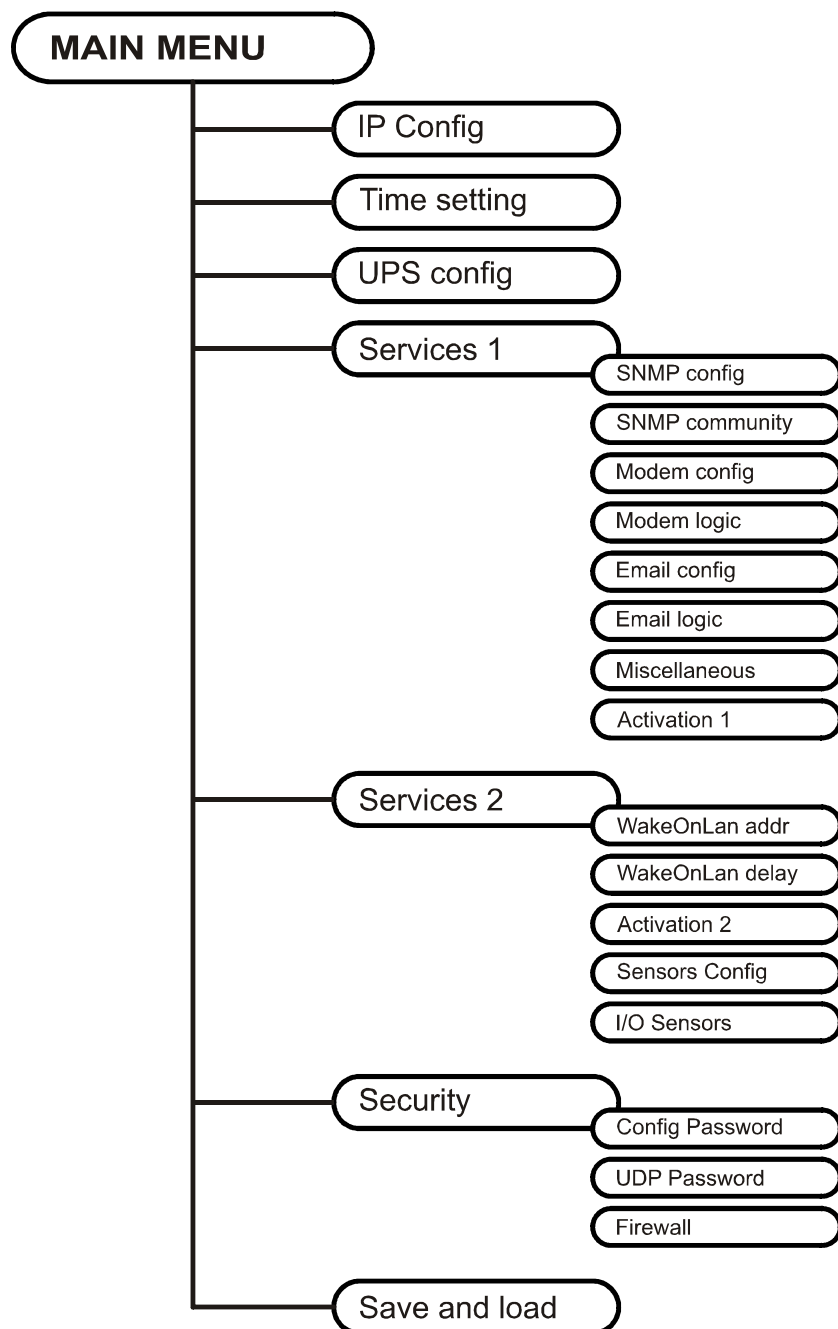 MAIN MENU
IP Config
Time setting
UPS config
Services 1
SNMP config
SNMP community
Modem config
Modem logic
Email config
Email logic
Miscellaneous
Activation 1
Services 2
WakeOnLan addr
WakeOnLan delay
Activation 2
Sensors Config
I/O Sensors
Security
Config Password
UDP Password
Firewall
Save and load